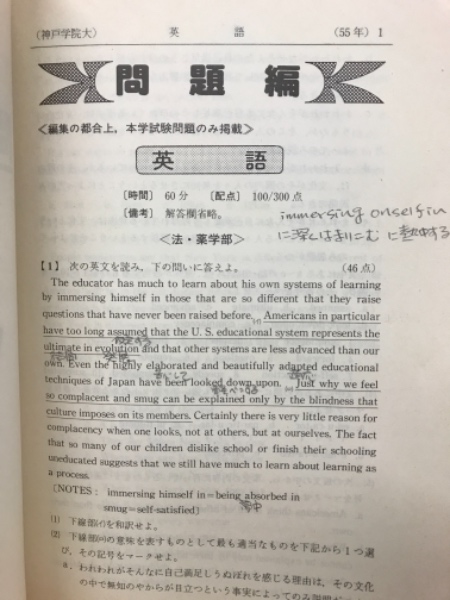 (神戸学院大) 英語 (55年) 1
問題編
<編集の都合上,本学試験問題のみ掲載>
英語
〔時間〕 60分 〔配点〕 100/300点
〔備考〕 解答欄省略。
immersing oneself in
に深くはまりこむ に熱中する
<法・薬学部>
【1】 次の英文を読み,下の問いに答えよ。 (46点)
The educator has much to learn about his own systems of learning
by immersing himself in those that are so different that they raise
questions that have never been raised before. (イ) Americans in particular
have too long assumed that the U. S. educational system represents the
ultimate in evolution and that other systems are less advanced than our
own. Even the highly elaborated and beautifully adapted educational
techniques of Japan have been looked down upon. (ロ) Just why we feel
so complacent and smug can be explained only by the blindness that
culture imposes on its members. Certainly there is very little reason for
complacency when one looks, not at others, but at ourselves. The fact
that so many of our children dislike school or finish their schooling
uneducated suggests that we still have much to learn about learning as
a process.
〔NOTES: immersing himself in=being absorbed in
smug=self-satisfied〕
(1) 下線部(イ)を和訳せよ。
(2) 下線部(ロ)の意味を表すものとして最も適当なものを下記から1つ選
び,その記号をマークせよ。
a. われわれがそんなに自己満足しうぬぼれを感じる理由は,その文化
の中で無知のやからが目立つという事実によってのみ説明が